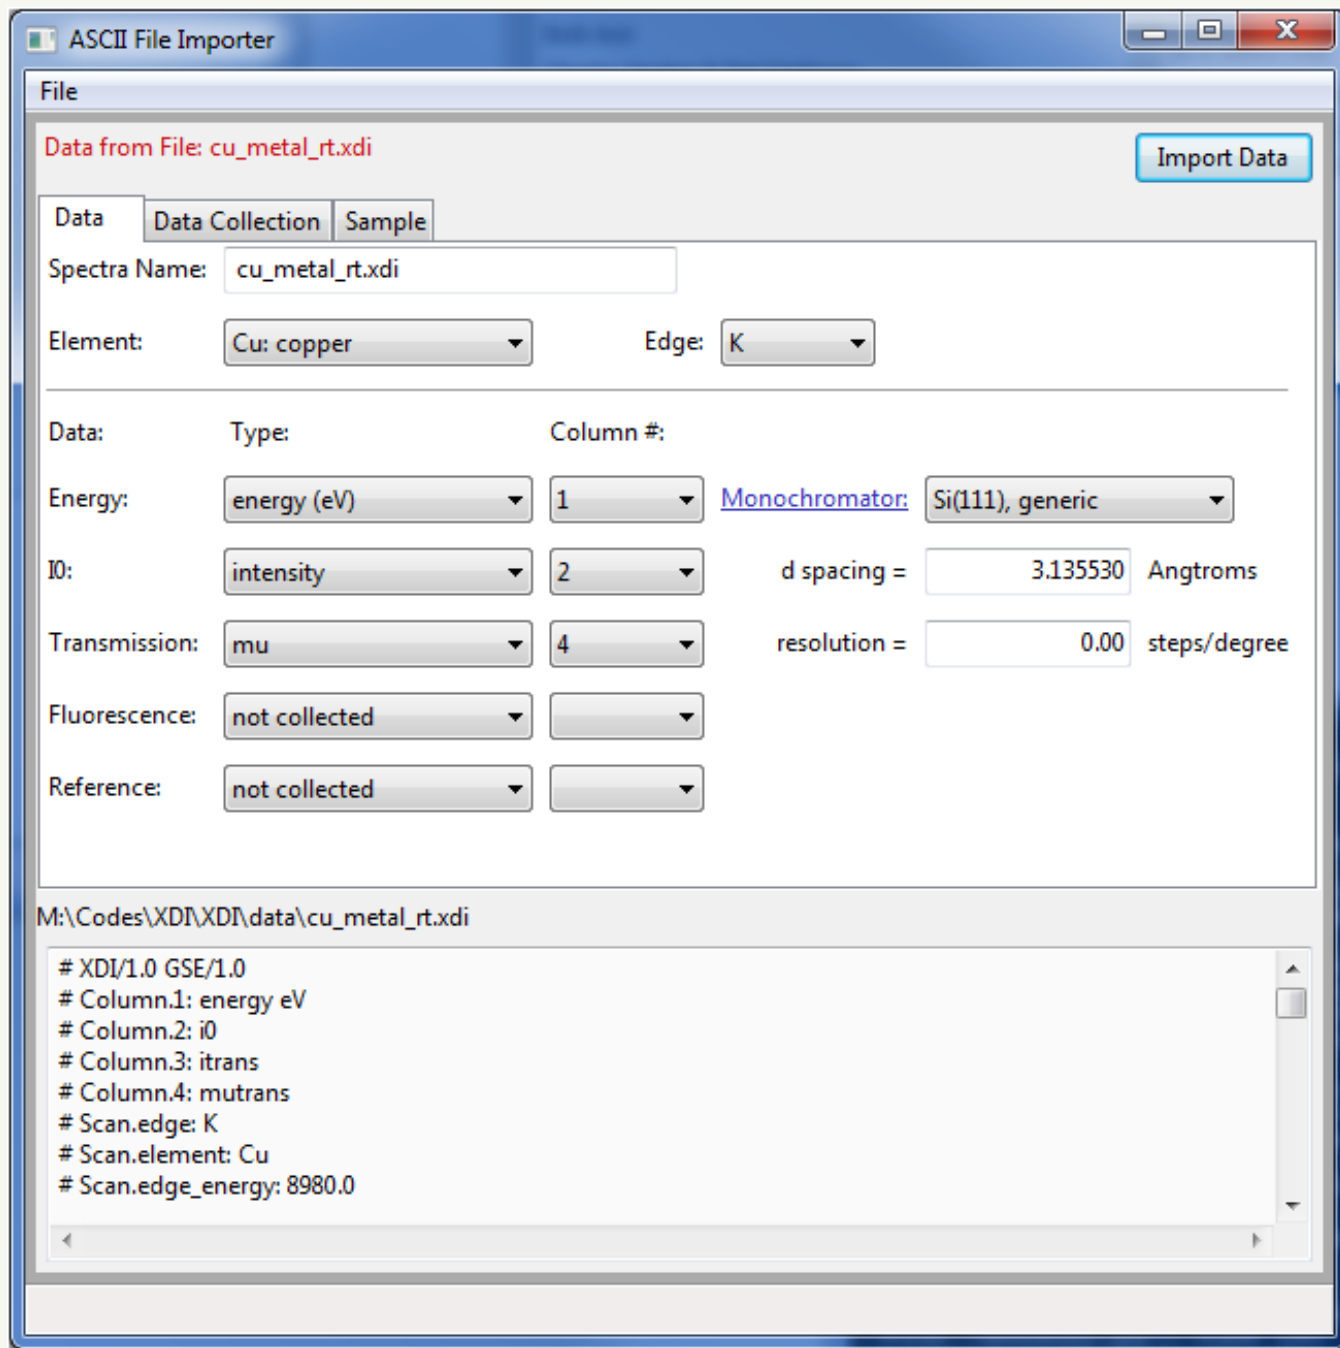 ASCII File Importer
File
Data from File: cu_metal_rt.xdi
Import Data
Data Data Collection Sample
Spectra Name: cu_metal_rt.xdi
Element: Cu: copper Edge: K
Data: Type: Column #:
Energy: energy (eV) 1 Monochromator: Si(111), generic
I0: intensity 2 d spacing = 3.135530 Angtroms
Transmission: mu 4 resolution = 0.00 steps/degree
Fluorescence: not collected
Reference: not collected
M:\Codes\XDI\XDI\data\cu_metal_rt.xdi
# XDI/1.0 GSE/1.0
# Column.1: energy eV
# Column.2: i0
# Column.3: itrans
# Column.4: mutrans
# Scan.edge: K
# Scan.element: Cu
# Scan.edge_energy: 8980.0